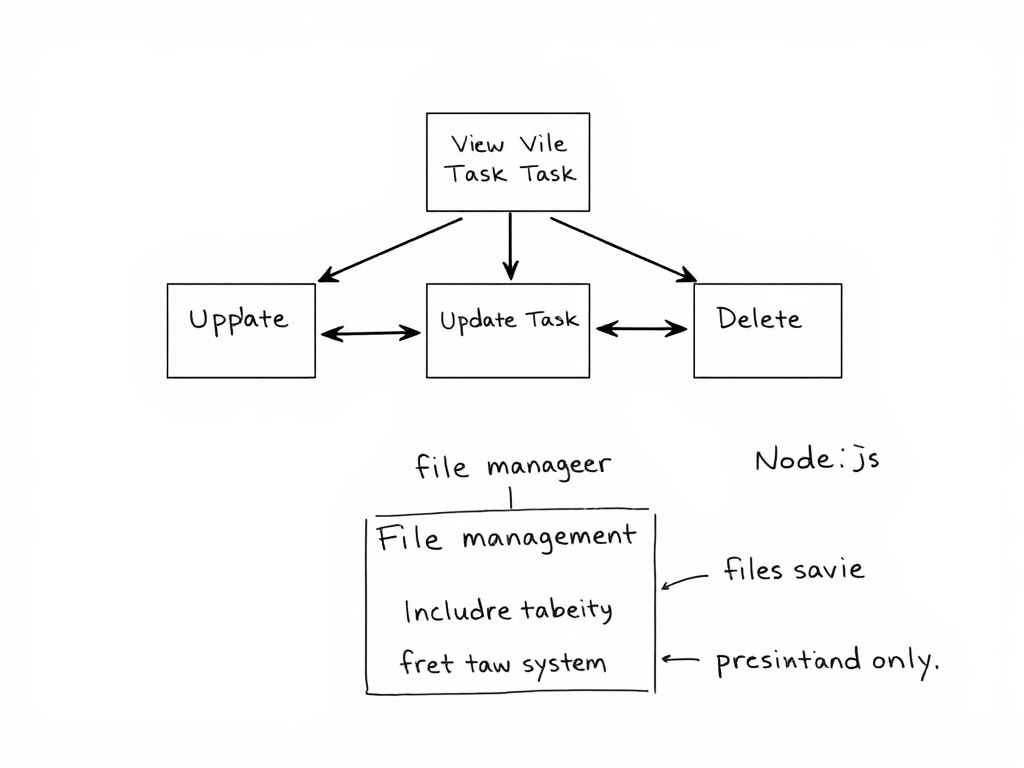 View Vile
Task Task
Uppate
Update Task
Delete
file manageer
Node:js
File management
files savie
Includre tabeity
fret taw system
presintand only.